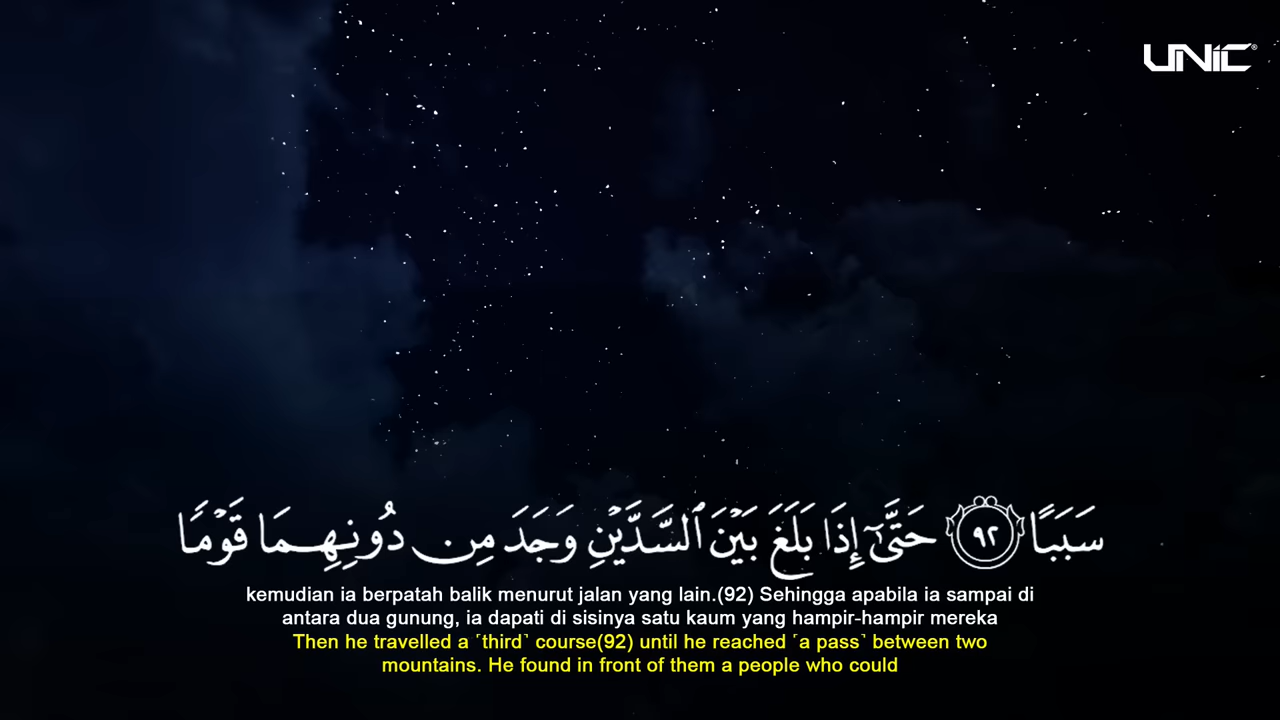 UNIC®
سَبَبًا ٩٢ حَتَّىٰٓ إِذَا بَلَغَ بَيْنَ ٱلسَّدَّيْنِ وَجَدَ مِن دُونِهِمَا قَوْمًا
kemudian ia berpatah balik menurut jalan yang lain.(92) Sehingga apabila ia sampai di
antara dua gunung, ia dapati di sisinya satu kaum yang hampir-hampir mereka
Then he travelled a ˹third˺ course(92) until he reached ˹a pass˺ between two
mountains. He found in front of them a people who could